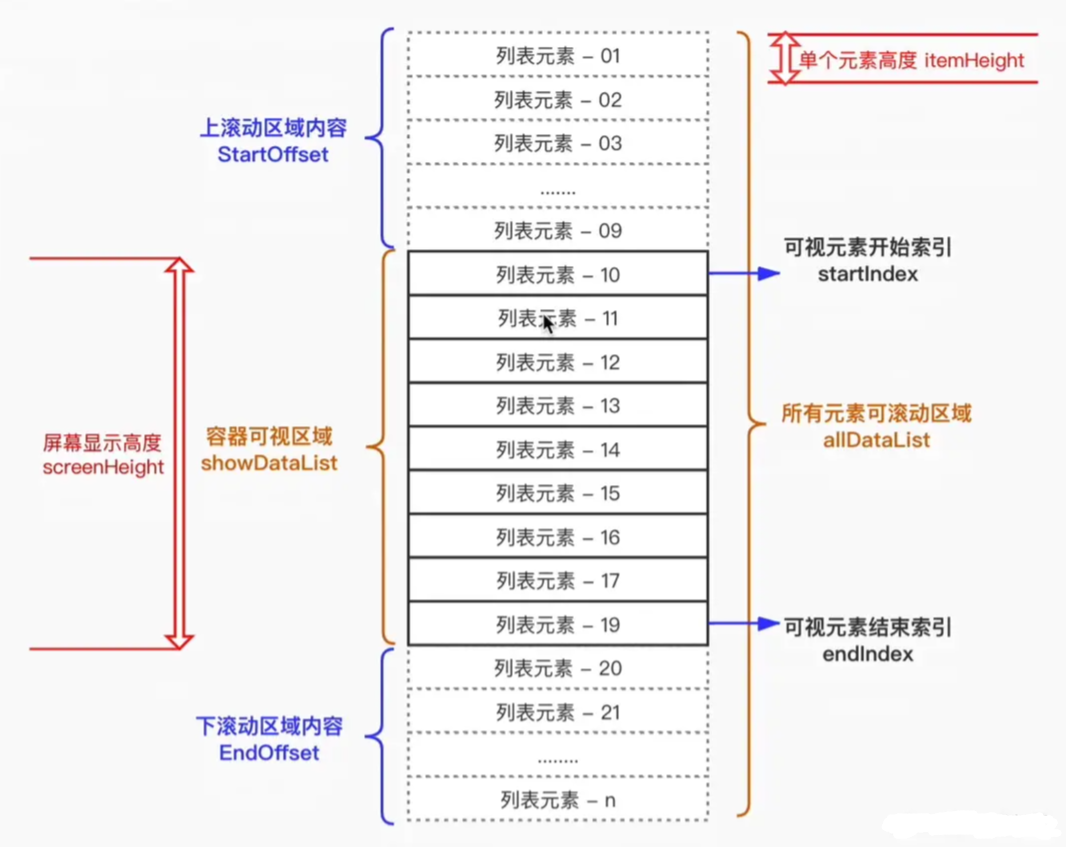 列表元素 – 01
列表元素 – 02
列表元素 – 03
.......
列表元素 – 09
列表元素 – 10
列表元素 – 11
列表元素 – 12
列表元素 – 13
列表元素 – 14
列表元素 – 15
列表元素 – 16
列表元素 – 17
列表元素 – 19
列表元素 – 20
列表元素 – 21
........
列表元素 – n
上滚动区域内容
StartOffset
屏幕显示高度
screenHeight
容器可视区域
showDataList
下滚动区域内容
EndOffset
单个元素高度 itemHeight
可视元素开始索引
startIndex
所有元素可滚动区域
allDataList
可视元素结束索引
endIndex